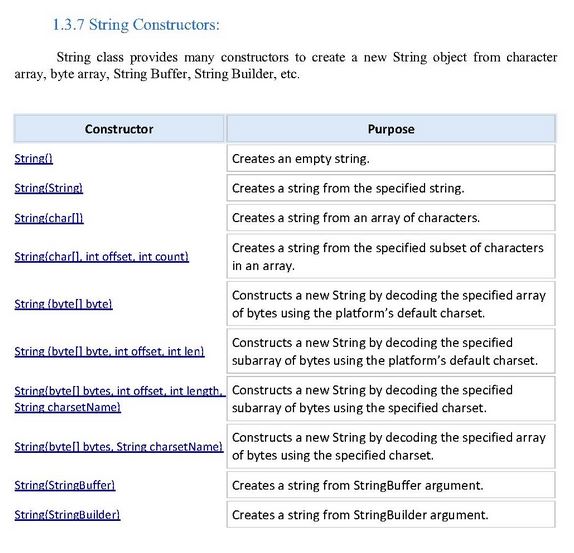 1.3.7 String Constructors:
String class provides many constructors to create a new String object from character
array, byte array, String Buffer, String Builder, etc.
Constructor Purpose
String() Creates an empty string.
String(String) Creates a string from the specified string.
String(char[]) Creates a string from an array of characters.
String(char[], int offset, int count) Creates a string from the specified subset of characters
in an array.
String (byte[] byte) Constructs a new String by decoding the specified array
of bytes using the platform's default charset.
String (byte[] byte, int offset, int len) Constructs a new String by decoding the specified
subarray of bytes using the platform's default charset.
String(byte[] bytes, int offset, int length, Constructs a new String by decoding the specified
String charsetName) subarray of bytes using the specified charset.
String(byte[] bytes, String charsetName) Constructs a new String by decoding the specified array
of bytes using the specified charset.
String(StringBuffer) Creates a string from StringBuffer argument.
String(StringBuilder) Creates a string from StringBuilder argument.